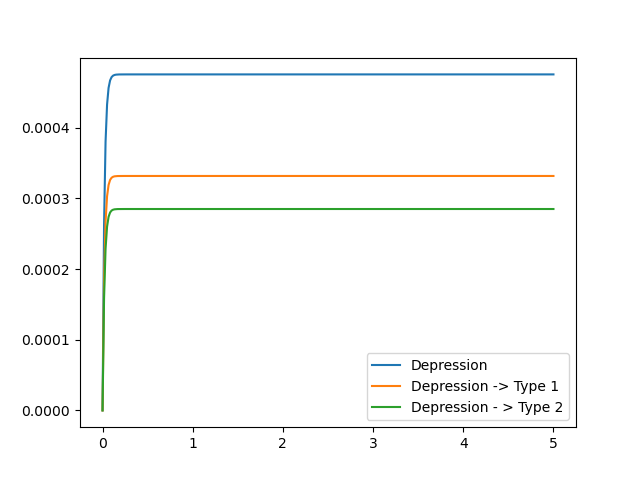 0.0004
0.0003
0.0002
0.0001
0.0000
Depression
Depression -> Type 1
Depression - > Type 2
0 1 2 3 4 5